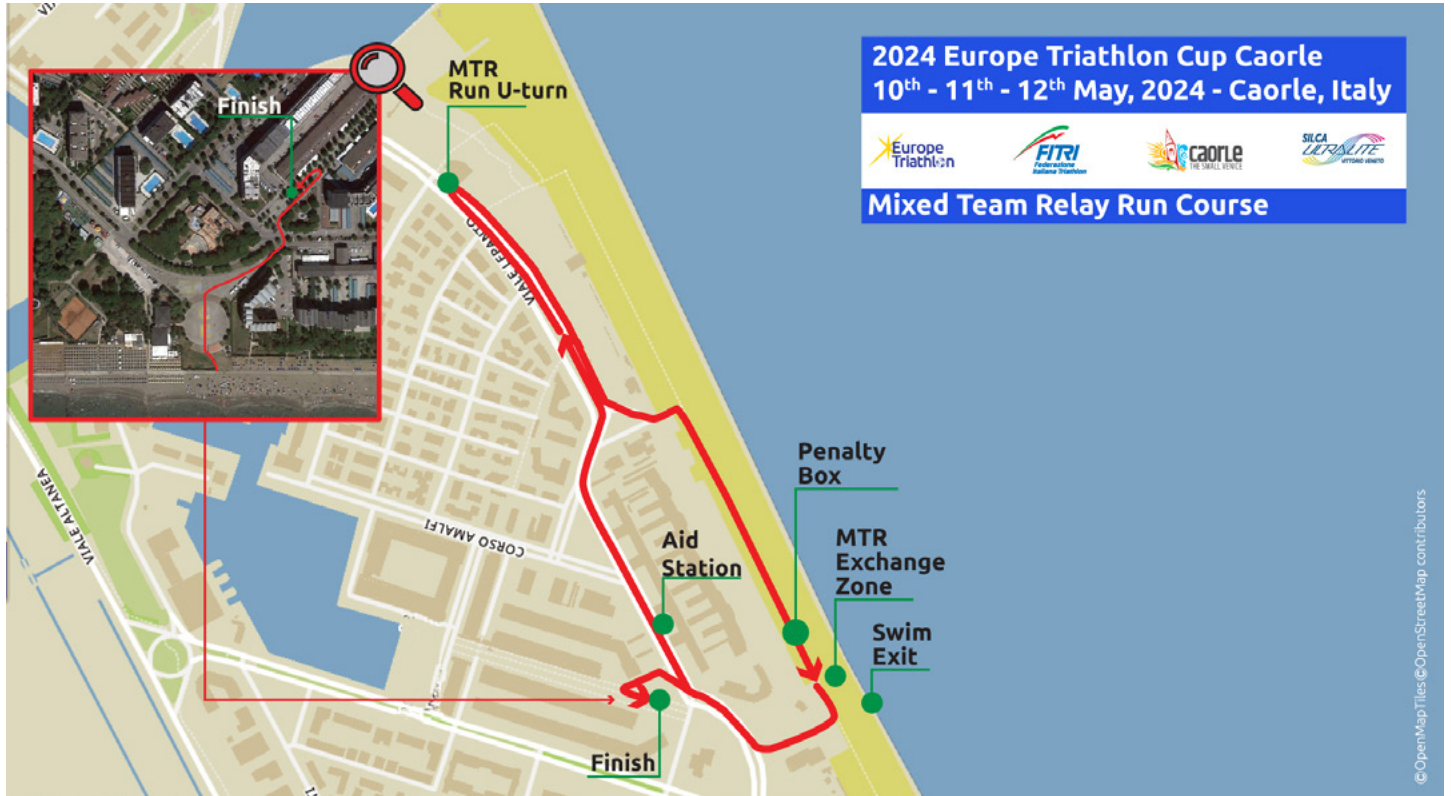 2024 Europe Triathlon Cup Caorle
10th - 11th - 12th May, 2024 - Caorle, Italy
Europe
Triathlon
FITRI
Federazione
Italiana Triathlon
caorle
THE SMALL VENICE
SILCA
ULTRALITE
VITTORIO VENETO
Mixed Team Relay Run Course
MTR
Run U-turn
Finish
VIALE LEPANTO
Penalty
Box
VIALE ALTANEA
CORSO AMALFI
Aid
Station
MTR
Exchange
Zone
Swim
Exit
Finish
©OpenMapTiles©OpenStreetMap contributors